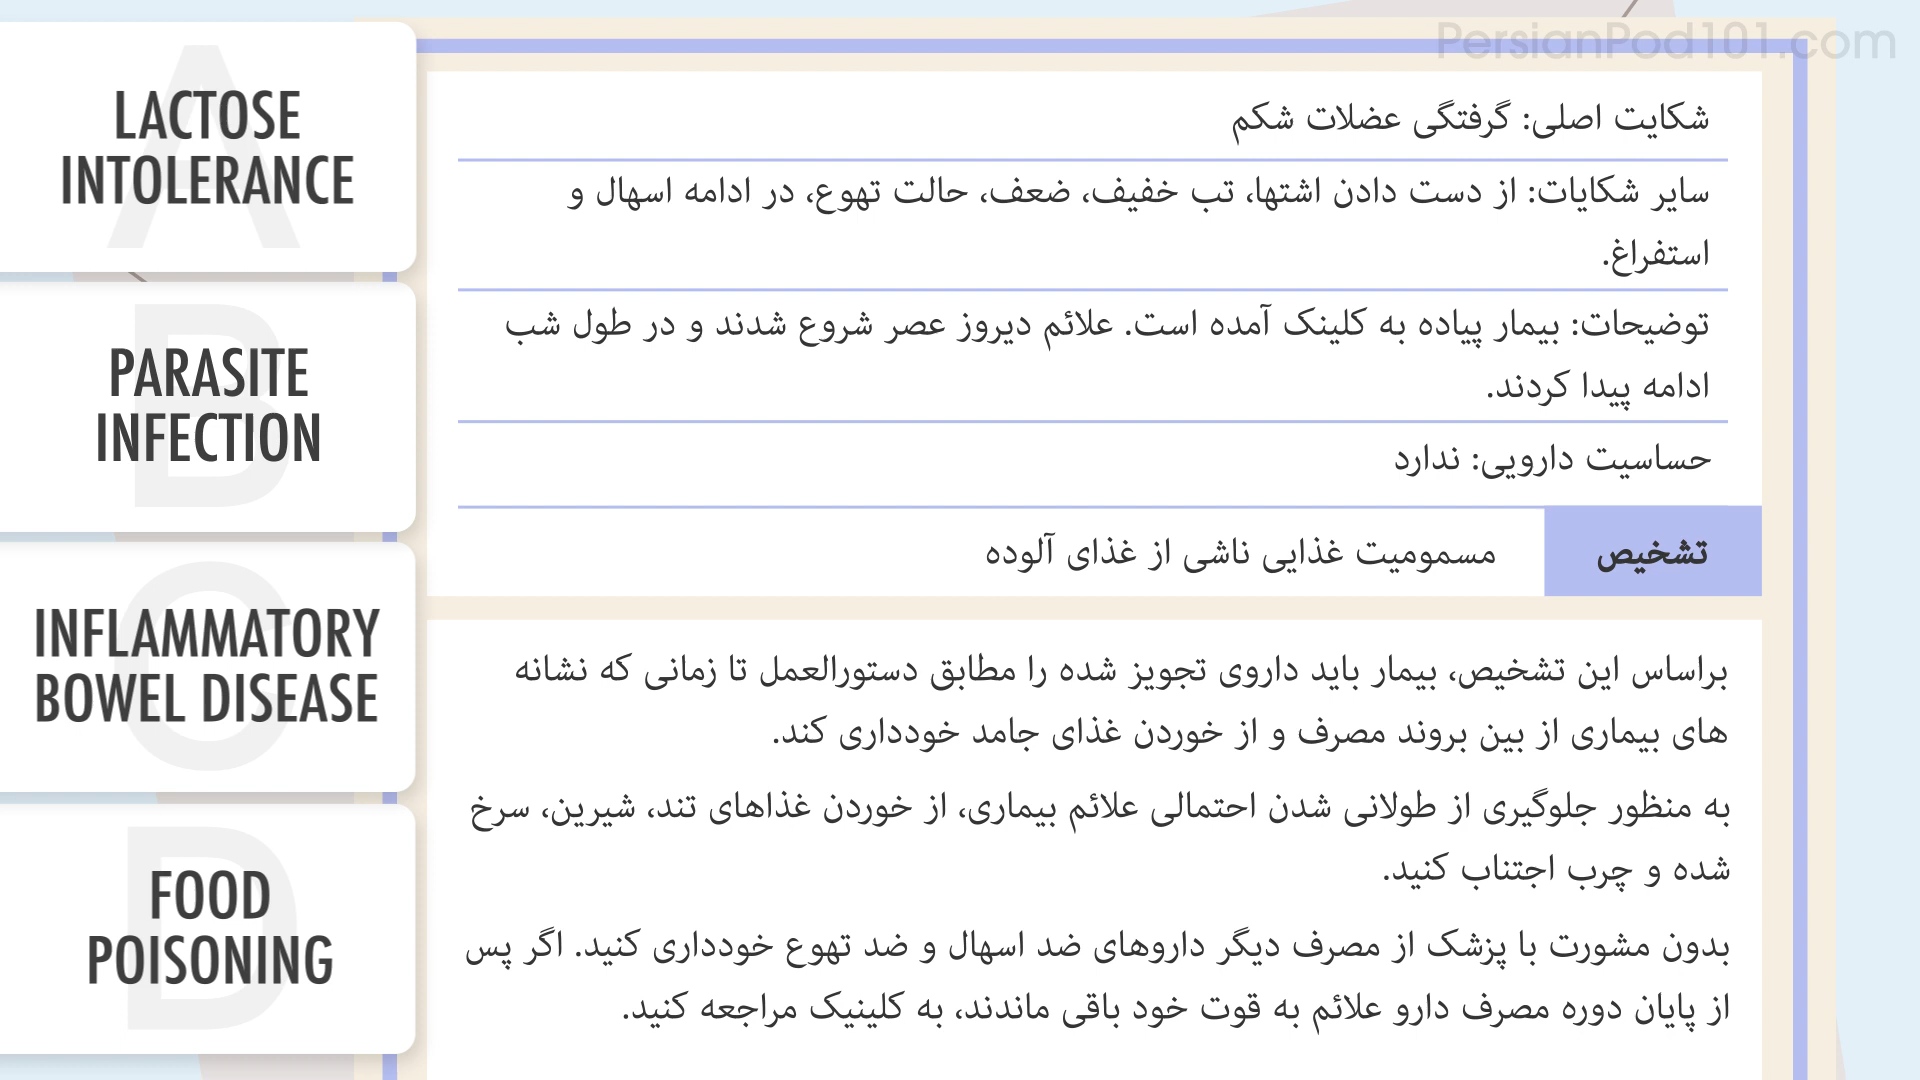 PersianPod101.com
A
LACTOSE
INTOLERANCE
B
PARASITE
INFECTION
C
INFLAMMATORY
BOWEL DISEASE
D
FOOD
POISONING
شکایت اصلی: گرفتگی عضلات شکم
سایر شکایات: از دست دادن اشتها، تب خفیف، ضعف، حالت تهوع، در ادامه اسهال و
استفراغ.
توضیحات: بیمار پیاده به کلینک آمده است. علائم دیروز عصر شروع شدند و در طول شب
ادامه پیدا کردند.
حساسیت دارویی: ندارد
تشخیص
مسمومیت غذایی ناشی از غذای آلوده
براساس این تشخیص، بیمار باید داروی تجویز شده را مطابق دستورالعمل تا زمانی که نشانه
های بیماری از بین بروند مصرف و از خوردن غذای جامد خودداری کند.
به منظور جلوگیری از طولانی شدن احتمالی علائم بیماری، از خوردن غذاهای تند، شیرین، سرخ
شده و چرب اجتناب کنید.
بدون مشورت با پزشک از مصرف دیگر داروهای ضد اسهال و ضد تهوع خودداری کنید. اگر پس
از پایان دوره مصرف دارو علائم به قوت خود باقی ماندند، به کلینیک مراجعه کنید.